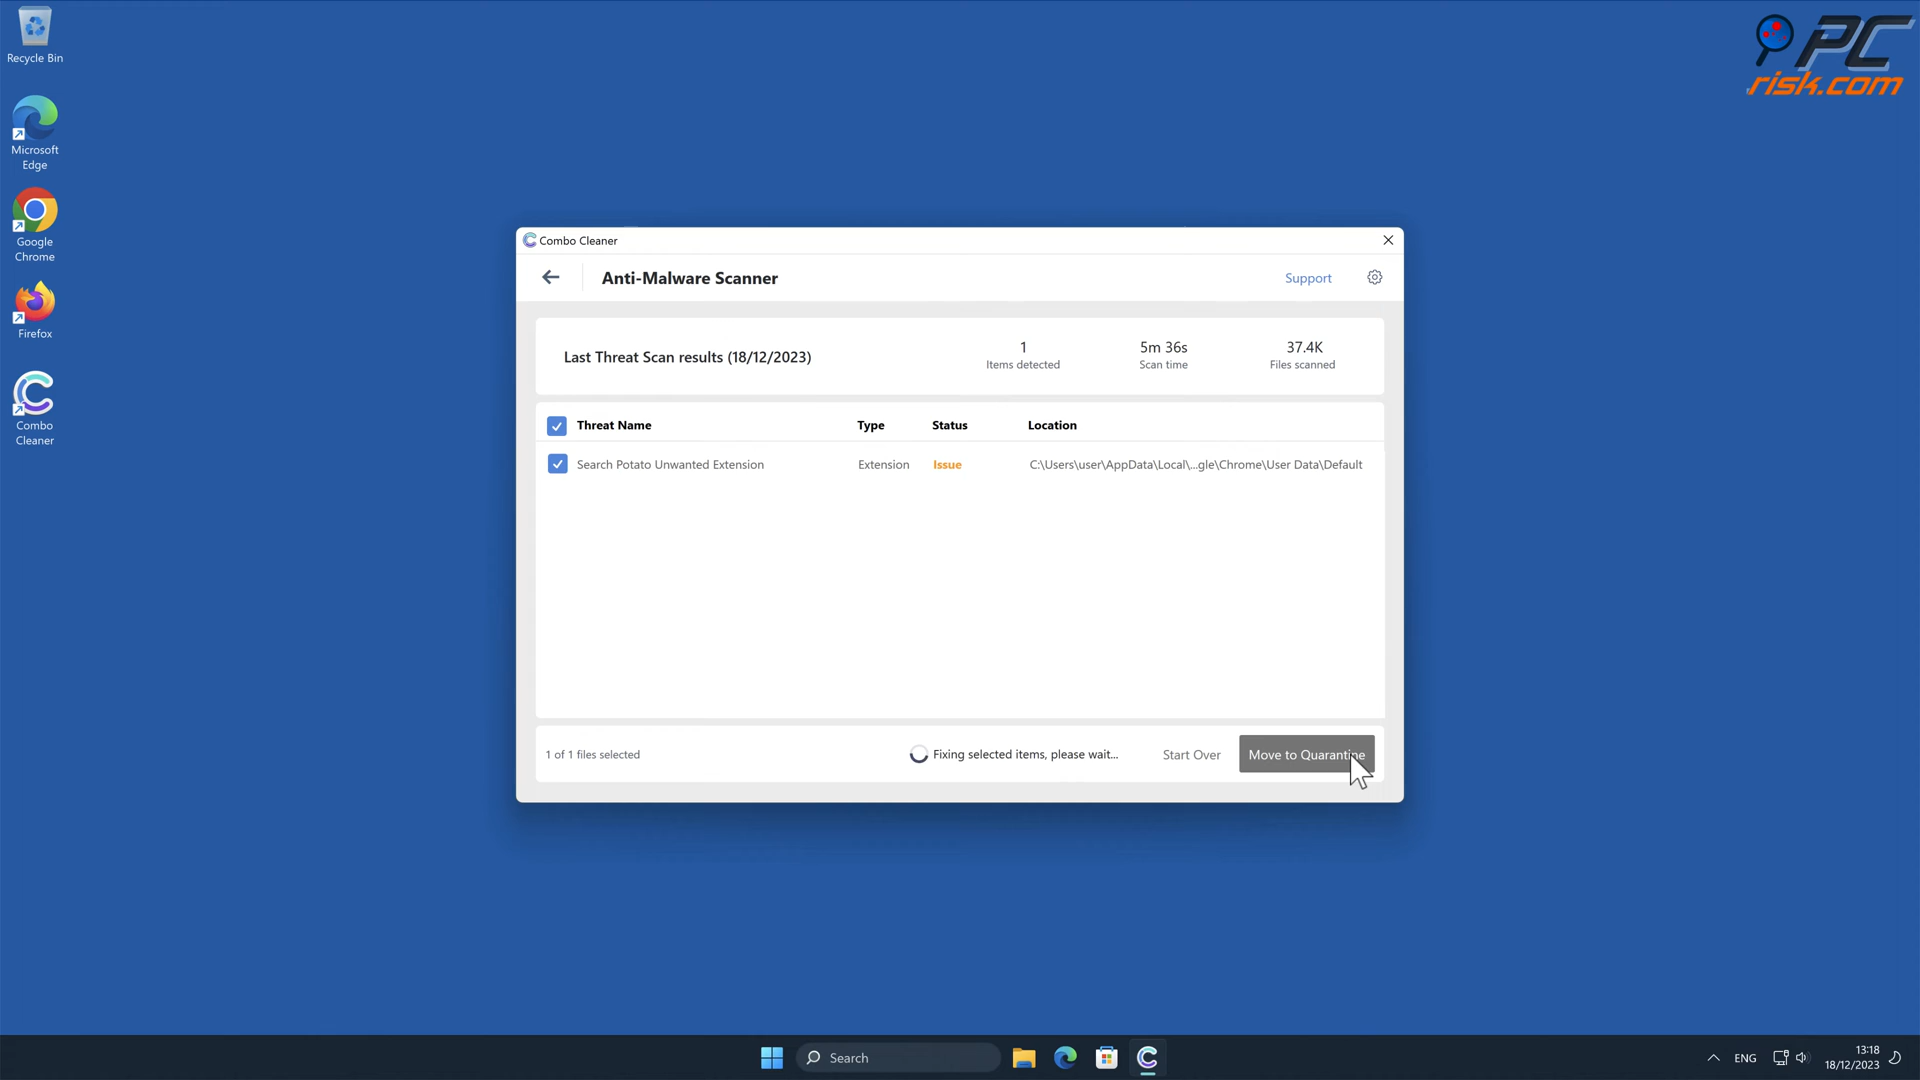 Recycle Bin
Microsoft
Edge
Google
Chrome
Firefox
Combo
Cleaner
PC
risk.com
Combo Cleaner
Anti-Malware Scanner
Support
Last Threat Scan results (18/12/2023)
1
Items detected
5m 36s
Scan time
37.4K
Files scanned
Threat Name Type Status Location
Search Potato Unwanted Extension Extension Issue C:\Users\user\AppData\Local\...gle\Chrome\User Data\Default
1 of 1 files selected
Fixing selected items, please wait...
Start Over
Move to Quarantine
Search
ENG
13:18
18/12/2023